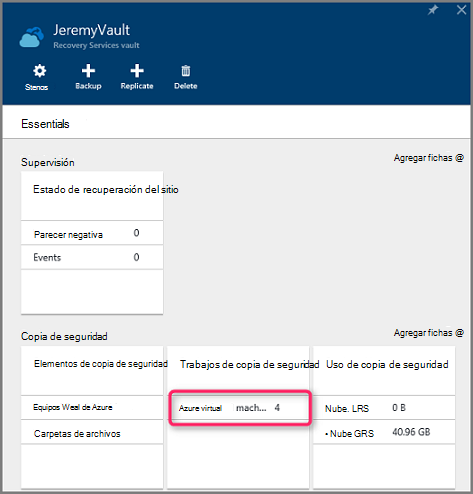 JeremyVault
Recovery Services vault
Stenos Backup Replicate Delete
Essentials
Supervisión Agregar fichas @
Estado de recuperación del sitio
Parecer negativa 0
Events 0
Copia de seguridad Agregar fichas @
Elementos de copia de seguridad Trabajos de copia de seguridad Uso de copia de seguridad
Equipos Weal de Azure Azure virtual mach... 4 Nube. LRS 0 B
Carpetas de archivos • Nube GRS 40.96 GB